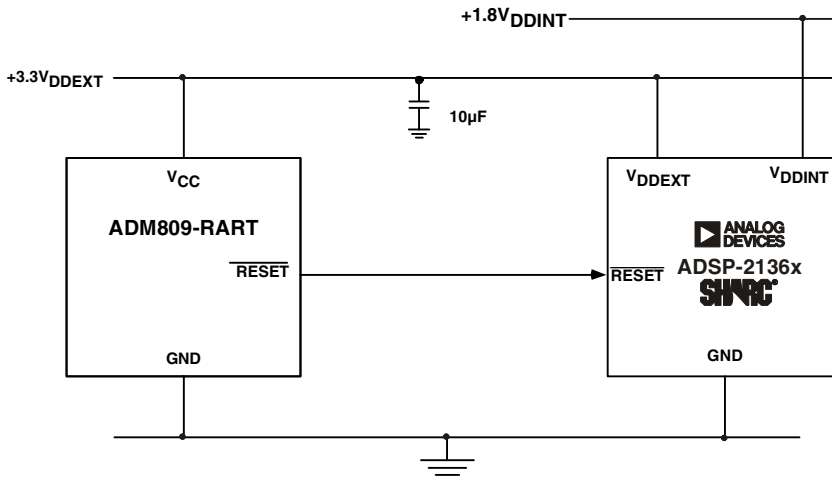 +1.8VDDINT
+3.3VDDEXT
10µF
VCC
ADM809-RART
RESET
GND
VDDEXT
VDDINT
ANALOG
DEVICES
RESET
ADSP-2136x
SHARC
GND